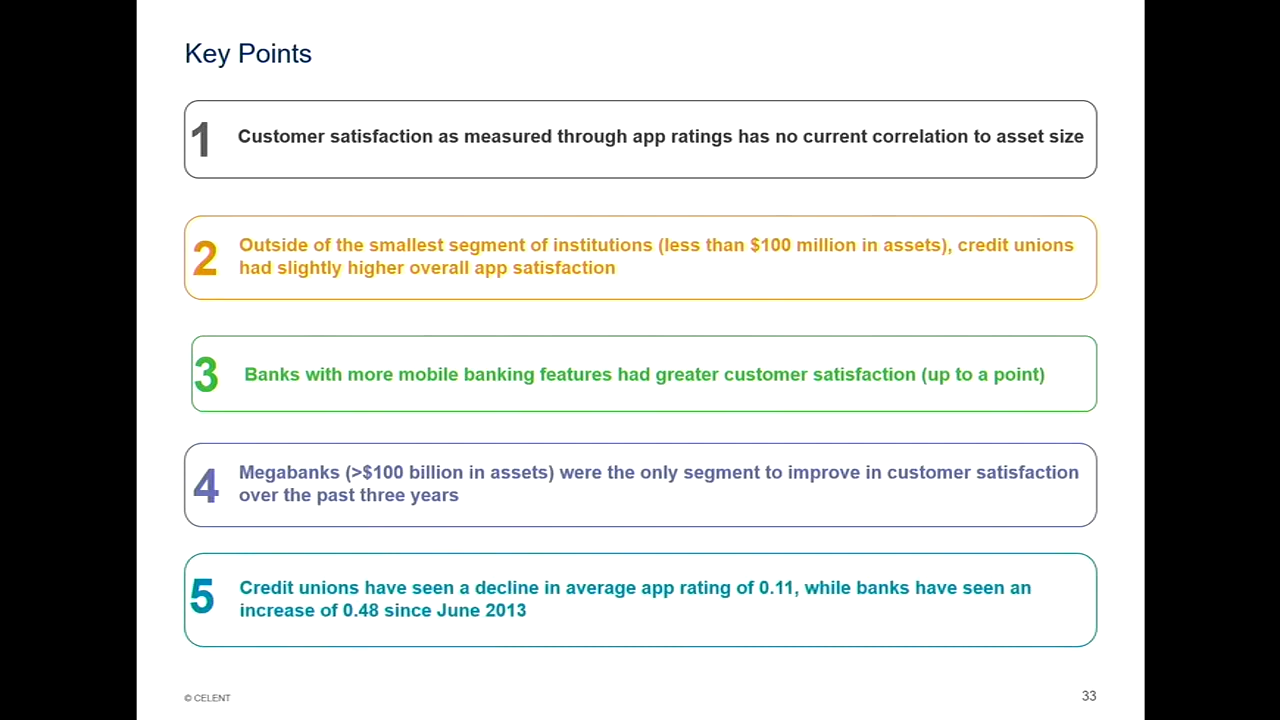 Key Points
1
Customer satisfaction as measured through app ratings has no current correlation to asset size
2
Outside of the smallest segment of institutions (less than $100 million in assets), credit unions
had slightly higher overall app satisfaction
3
Banks with more mobile banking features had greater customer satisfaction (up to a point)
4
Megabanks (>$100 billion in assets) were the only segment to improve in customer satisfaction
over the past three years
5
Credit unions have seen a decline in average app rating of 0.11, while banks have seen an
increase of 0.48 since June 2013
© CELENT
33